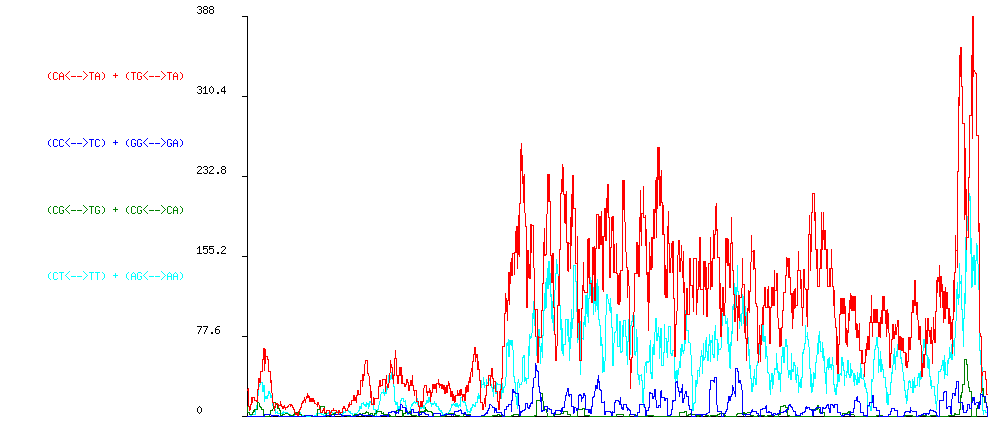 388
(CA<-->TA) + (TG<-->TA)
310.4
(CC<-->TC) + (GG<-->GA)
232.8
(CG<-->TG) + (CG<-->CA)
155.2
(CT<-->TT) + (AG<-->AA)
77.6
0